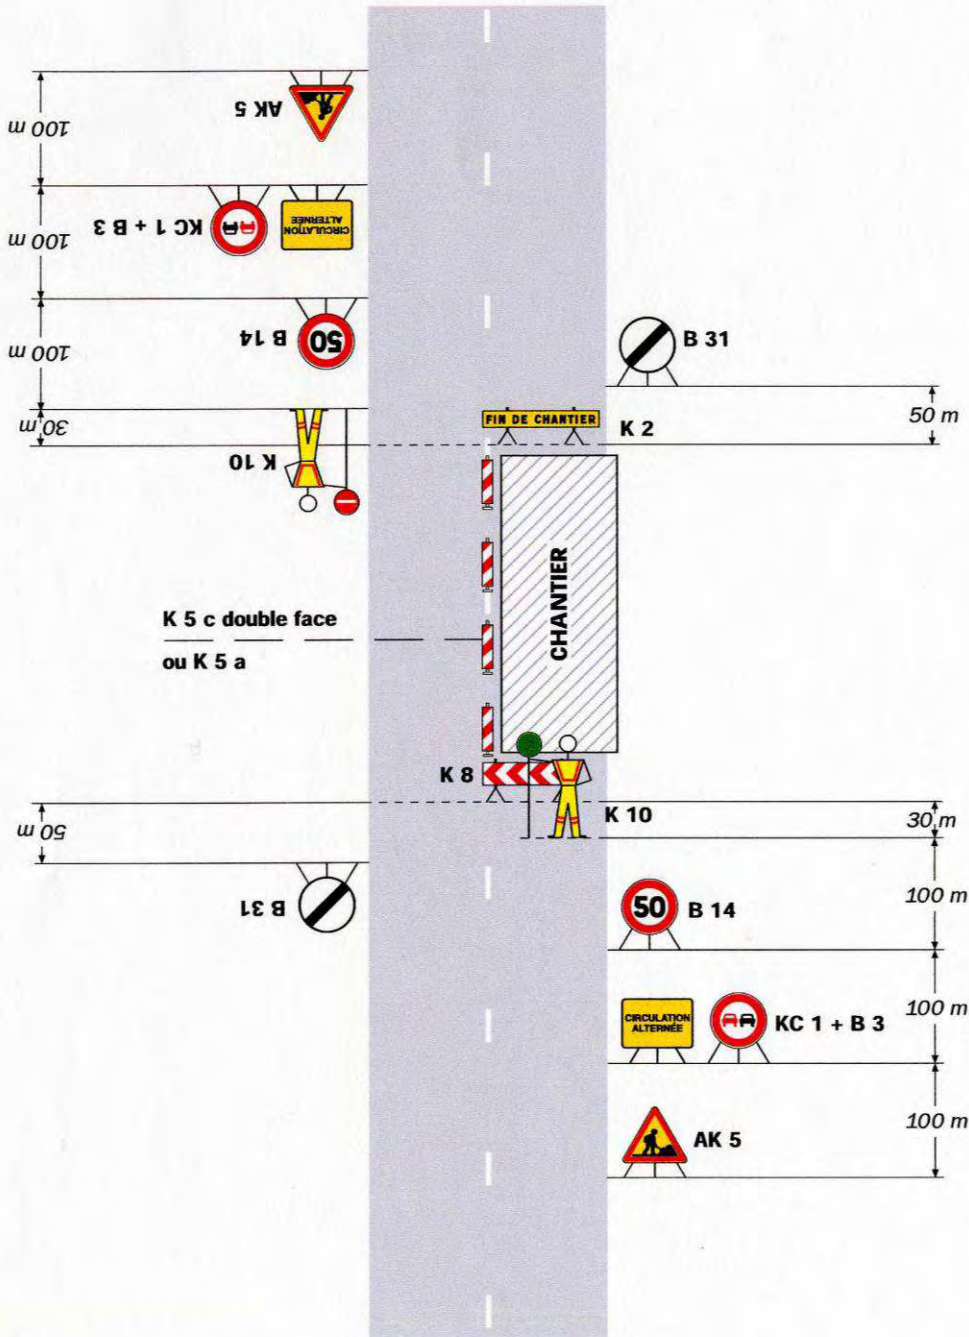 100 m
AK 5
100 m
KC 1 + B 3
CIRCULATION
ALTERNÉE
100 m
B 14
50
B 31
30 m
50 m
FIN DE CHANTIER
K 2
K 10
CHANTIER
K 5 c double face
ou K 5 a
K 8
K 10
50 m
30 m
B 31
50
B 14
100 m
CIRCULATION
ALTERNÉE
KC 1 + B 3
100 m
AK 5
100 m